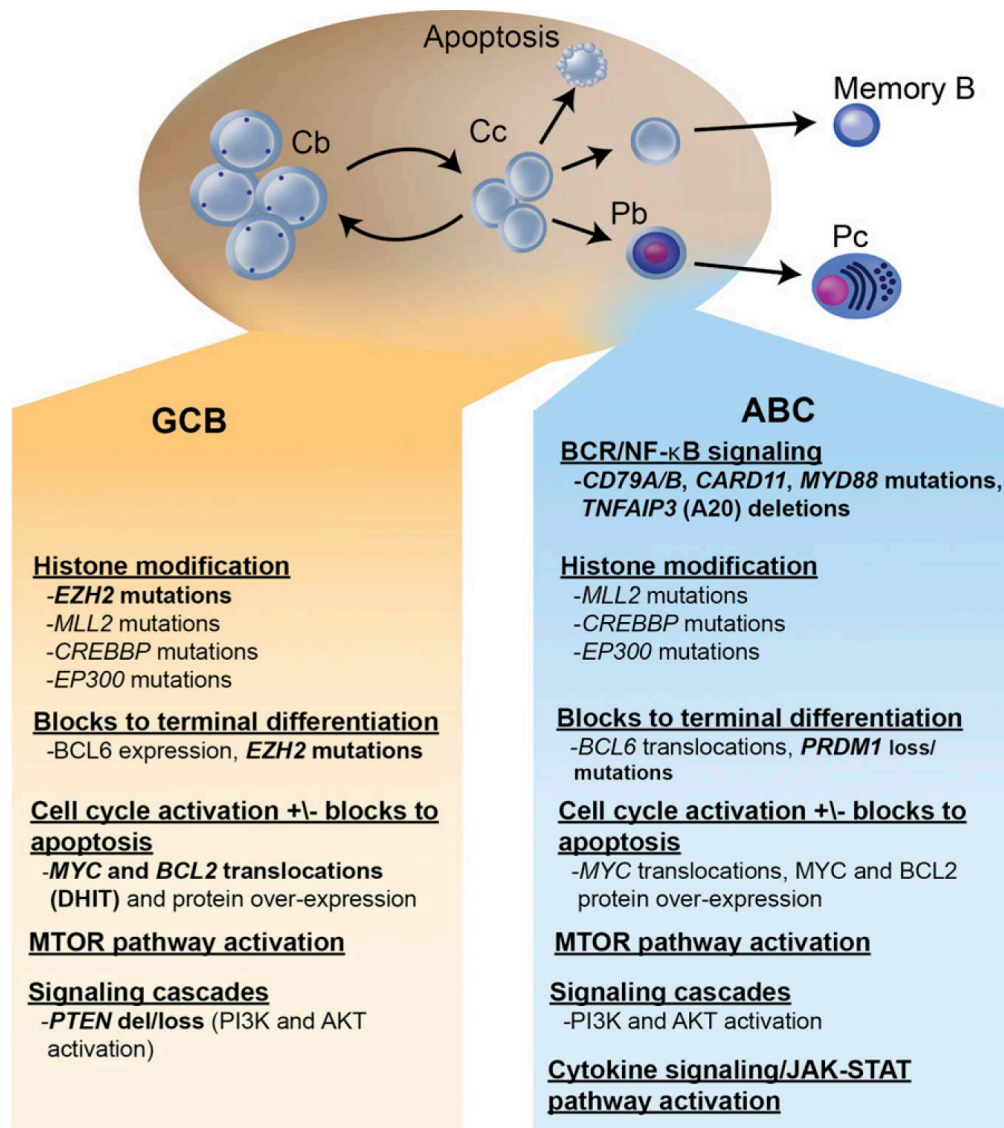 Apoptosis
Memory B
Cb
Cc
Pb
Pc
GCB
Histone modification
-EZH2 mutations
-MLL2 mutations
-CREBBP mutations
-EP300 mutations
Blocks to terminal differentiation
-BCL6 expression, EZH2 mutations
Cell cycle activation +\- blocks to
apoptosis
-MYC and BCL2 translocations
(DHIT) and protein over-expression
MTOR pathway activation
Signaling cascades
-PTEN del/loss (PI3K and AKT
activation)
ABC
BCR/NF-κB signaling
-CD79A/B, CARD11, MYD88 mutations,
TNFAIP3 (A20) deletions
Histone modification
-MLL2 mutations
-CREBBP mutations
-EP300 mutations
Blocks to terminal differentiation
-BCL6 translocations, PRDM1 loss/
mutations
Cell cycle activation +\- blocks to
apoptosis
-MYC translocations, MYC and BCL2
protein over-expression
MTOR pathway activation
Signaling cascades
-PI3K and AKT activation
Cytokine signaling/JAK-STAT
pathway activation